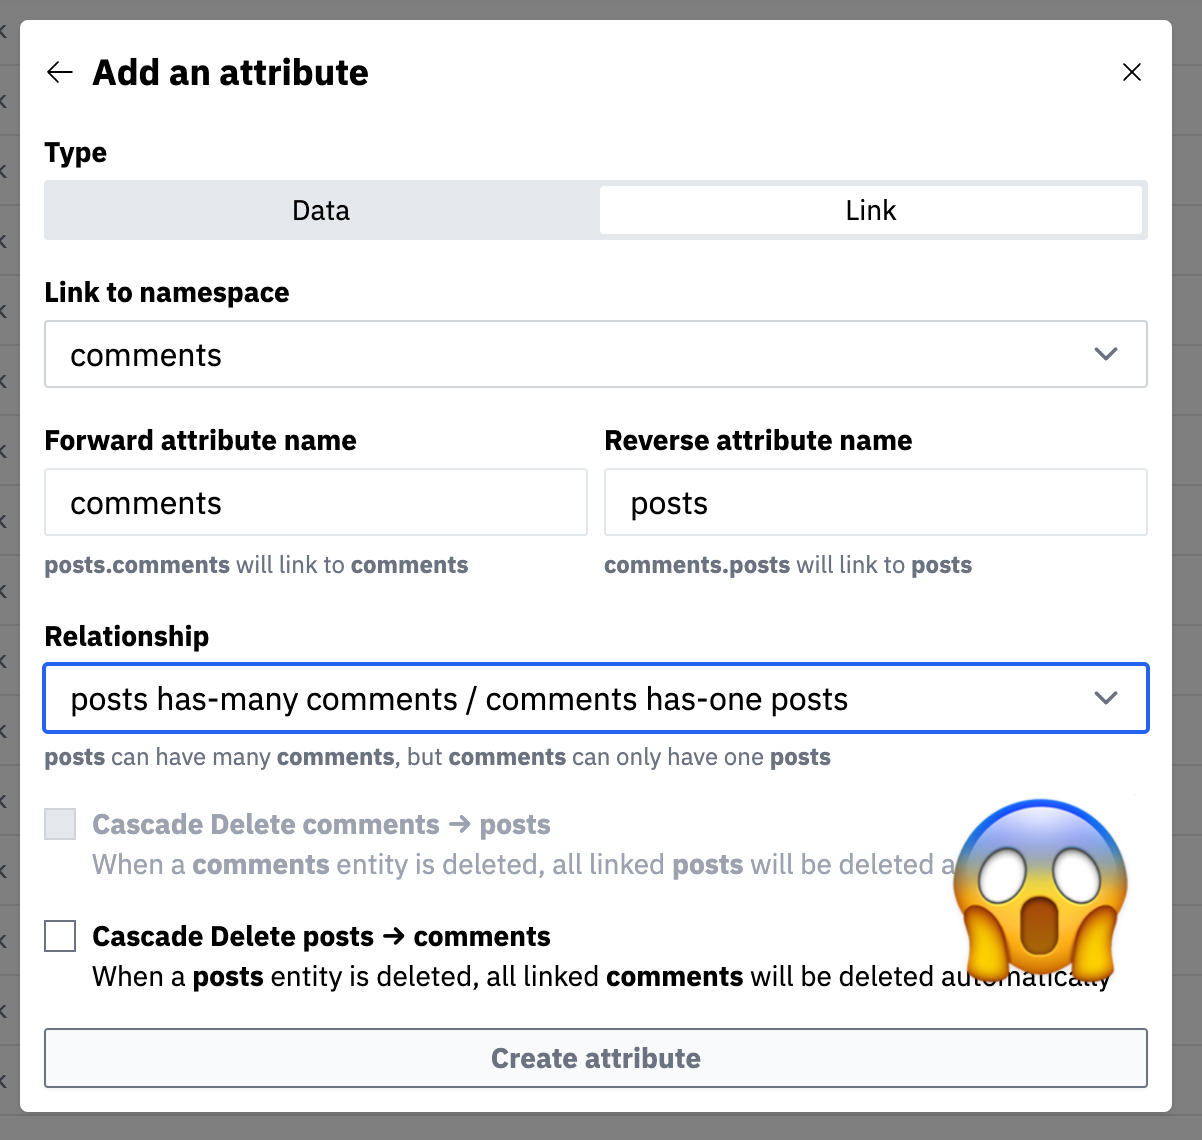 Add an attribute
Type
Data
Link
Link to namespace
comments
Forward attribute name
Reverse attribute name
comments
posts
posts.comments will link to comments
comments.posts will link to posts
Relationship
posts has-many comments / comments has-one posts
posts can have many comments, but comments can only have one posts
Cascade Delete comments → posts
When a comments entity is deleted, all linked posts will be deleted
Cascade Delete posts → comments
When a posts entity is deleted, all linked comments will be deleted automatically
Create attribute